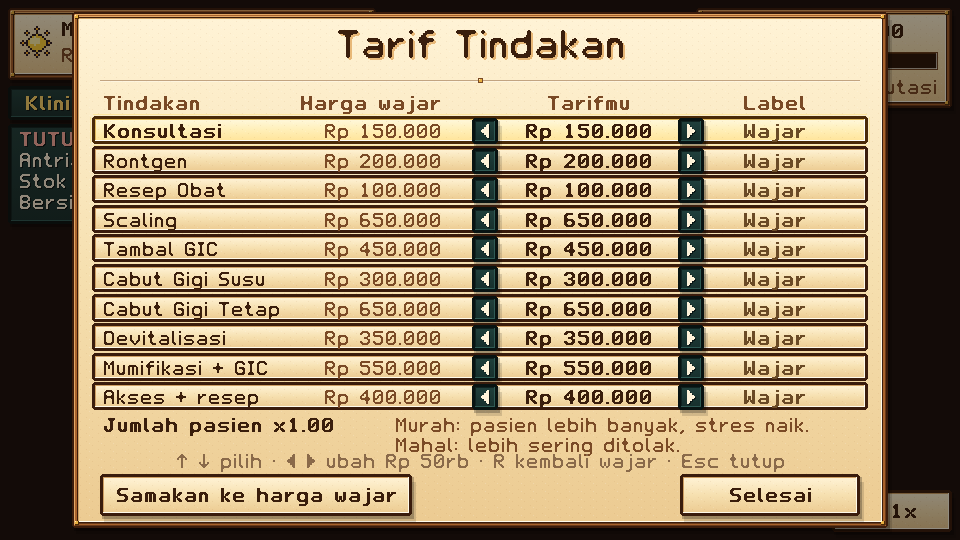 Tarif Tindakan
Tindakan Harga wajar Tarifmu Label
Konsultasi Rp 150.000 Rp 150.000 Wajar
Rontgen Rp 200.000 Rp 200.000 Wajar
Resep Obat Rp 100.000 Rp 100.000 Wajar
Scaling Rp 650.000 Rp 650.000 Wajar
Tambal GIC Rp 450.000 Rp 450.000 Wajar
Cabut Gigi Susu Rp 300.000 Rp 300.000 Wajar
Cabut Gigi Tetap Rp 650.000 Rp 650.000 Wajar
Devitalisasi Rp 350.000 Rp 350.000 Wajar
Mumifikasi + GIC Rp 550.000 Rp 550.000 Wajar
Akses + resep Rp 400.000 Rp 400.000 Wajar
Jumlah pasien x1.00 Murah: pasien lebih banyak, stres naik.
Mahal: lebih sering ditolak.
↑ ↓ pilih · ◀ ▶ ubah Rp 50rb · R kembali wajar · Esc tutup
Samakan ke harga wajar Selesai
Klini
TUTU
Antri
Stok
Bersi
utasi
1x